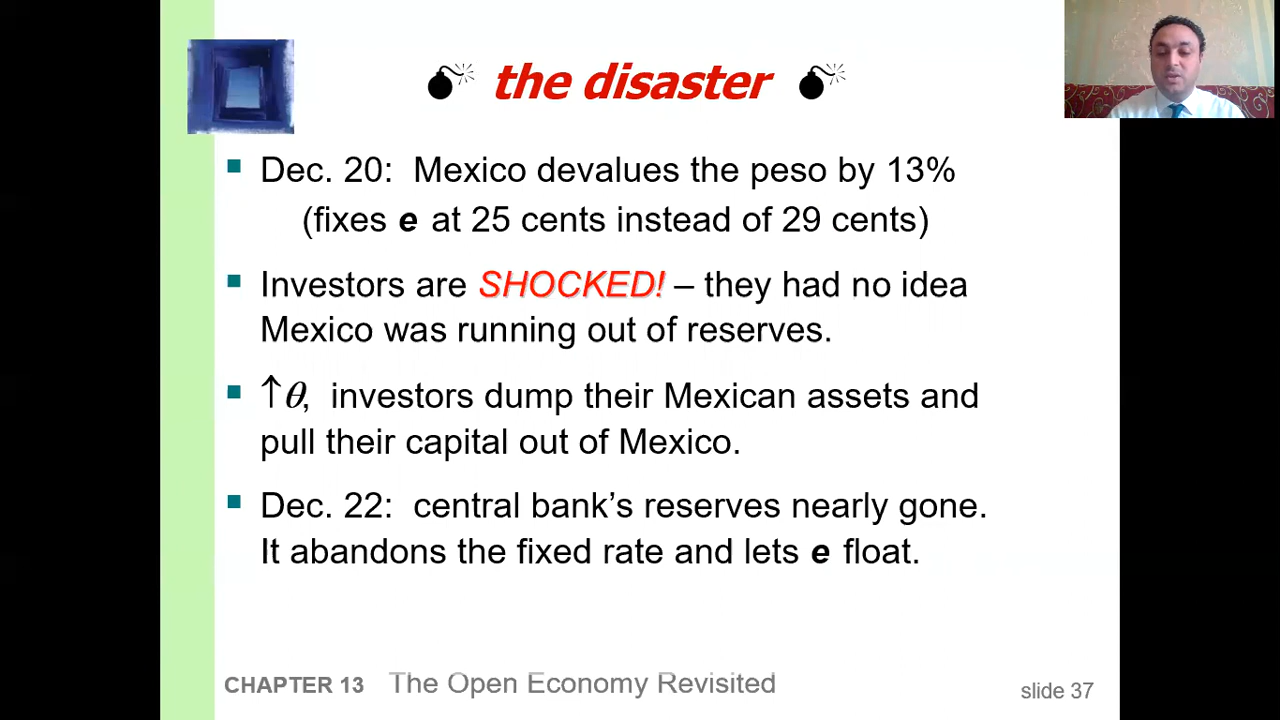 the disaster
▪ Dec. 20: Mexico devalues the peso by 13%
(fixes e at 25 cents instead of 29 cents)
▪ Investors are SHOCKED! – they had no idea
Mexico was running out of reserves.
▪ ↑θ, investors dump their Mexican assets and
pull their capital out of Mexico.
▪ Dec. 22: central bank’s reserves nearly gone.
It abandons the fixed rate and lets e float.
CHAPTER 13 The Open Economy Revisited
slide 37